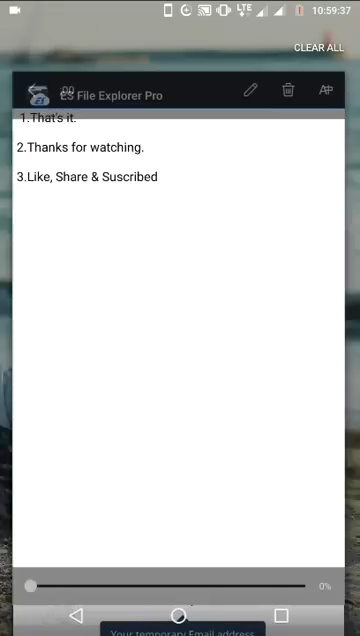 LTE 10:59:37
CLEAR ALL
ES File Explorer Pro
1.That's it.
2.Thanks for watching.
3.Like, Share & Suscribed
0%
Your temporary Email address